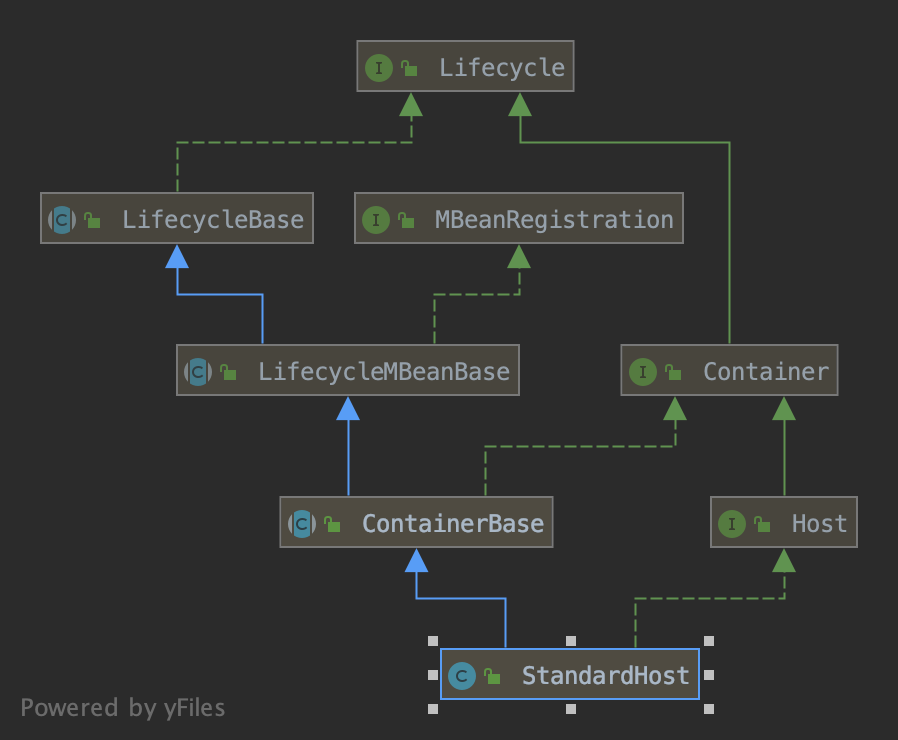 I Lifecycle
C LifecycleBase
I MBeanRegistration
C LifecycleMBeanBase
I Container
C ContainerBase
I Host
C StandardHost
Powered by yFiles